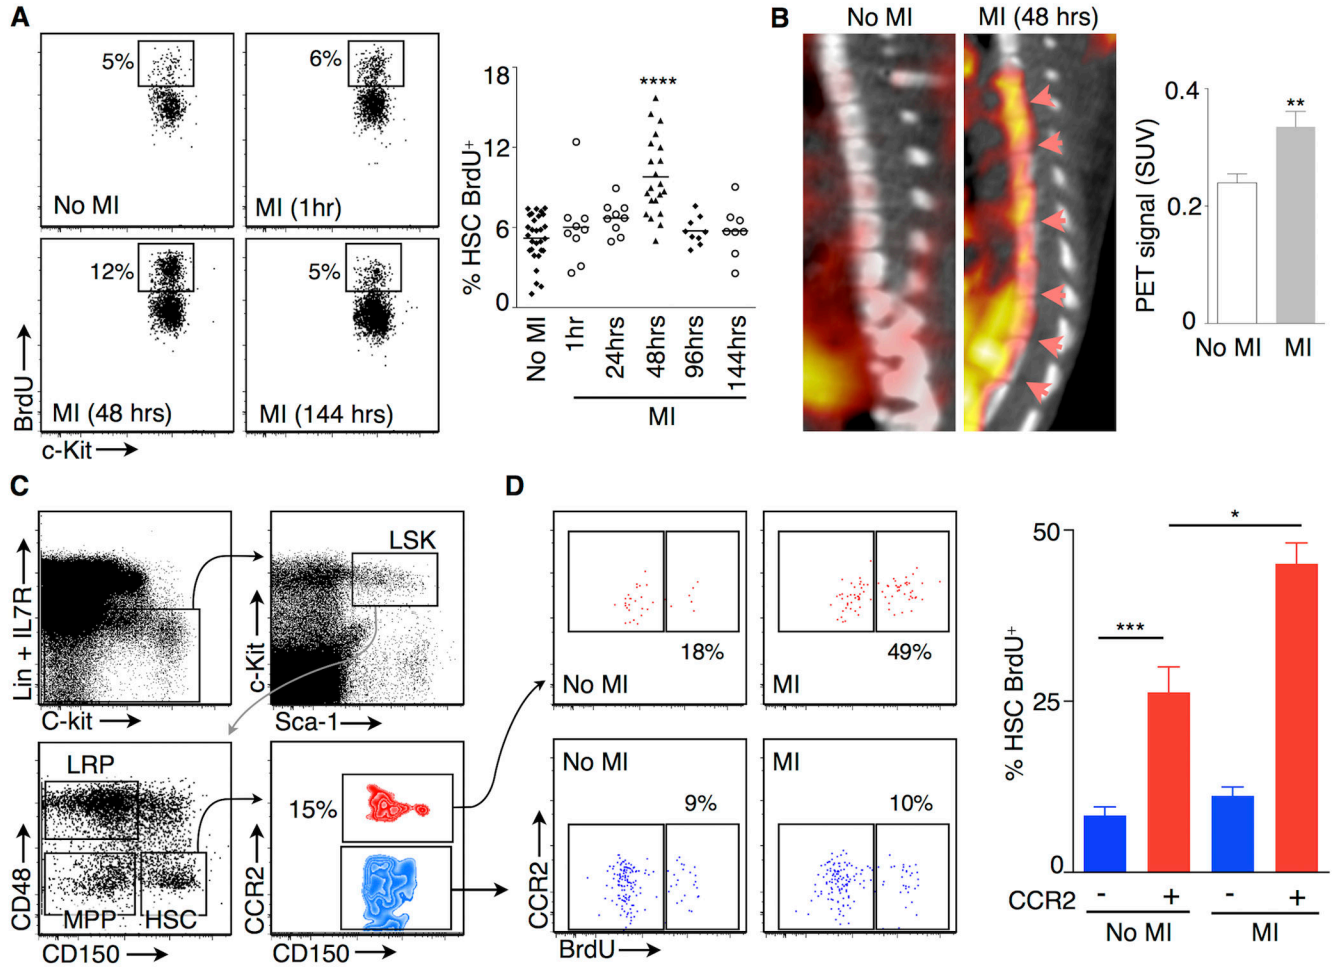 A
5%
No MI
6%
MI (1hr)
12%
MI (48 hrs)
5%
MI (144 hrs)
BrdU
c-Kit
% HSC BrdU+
18
12
6
0
****
No MI
1hr
24hrs
48hrs
96hrs
144hrs
MI
B
No MI
MI (48 hrs)
PET signal (SUV)
0.4
0.2
0
**
No MI
MI
C
Lin + IL7R
C-kit
LSK
c-Kit
Sca-1
LRP
MPP
HSC
CD48
CD150
15%
CCR2
CD150
D
18%
No MI
49%
MI
No MI
9%
MI
10%
CCR2
BrdU
% HSC BrdU+
50
25
0
***
*
CCR2
- + - +
No MI
MI